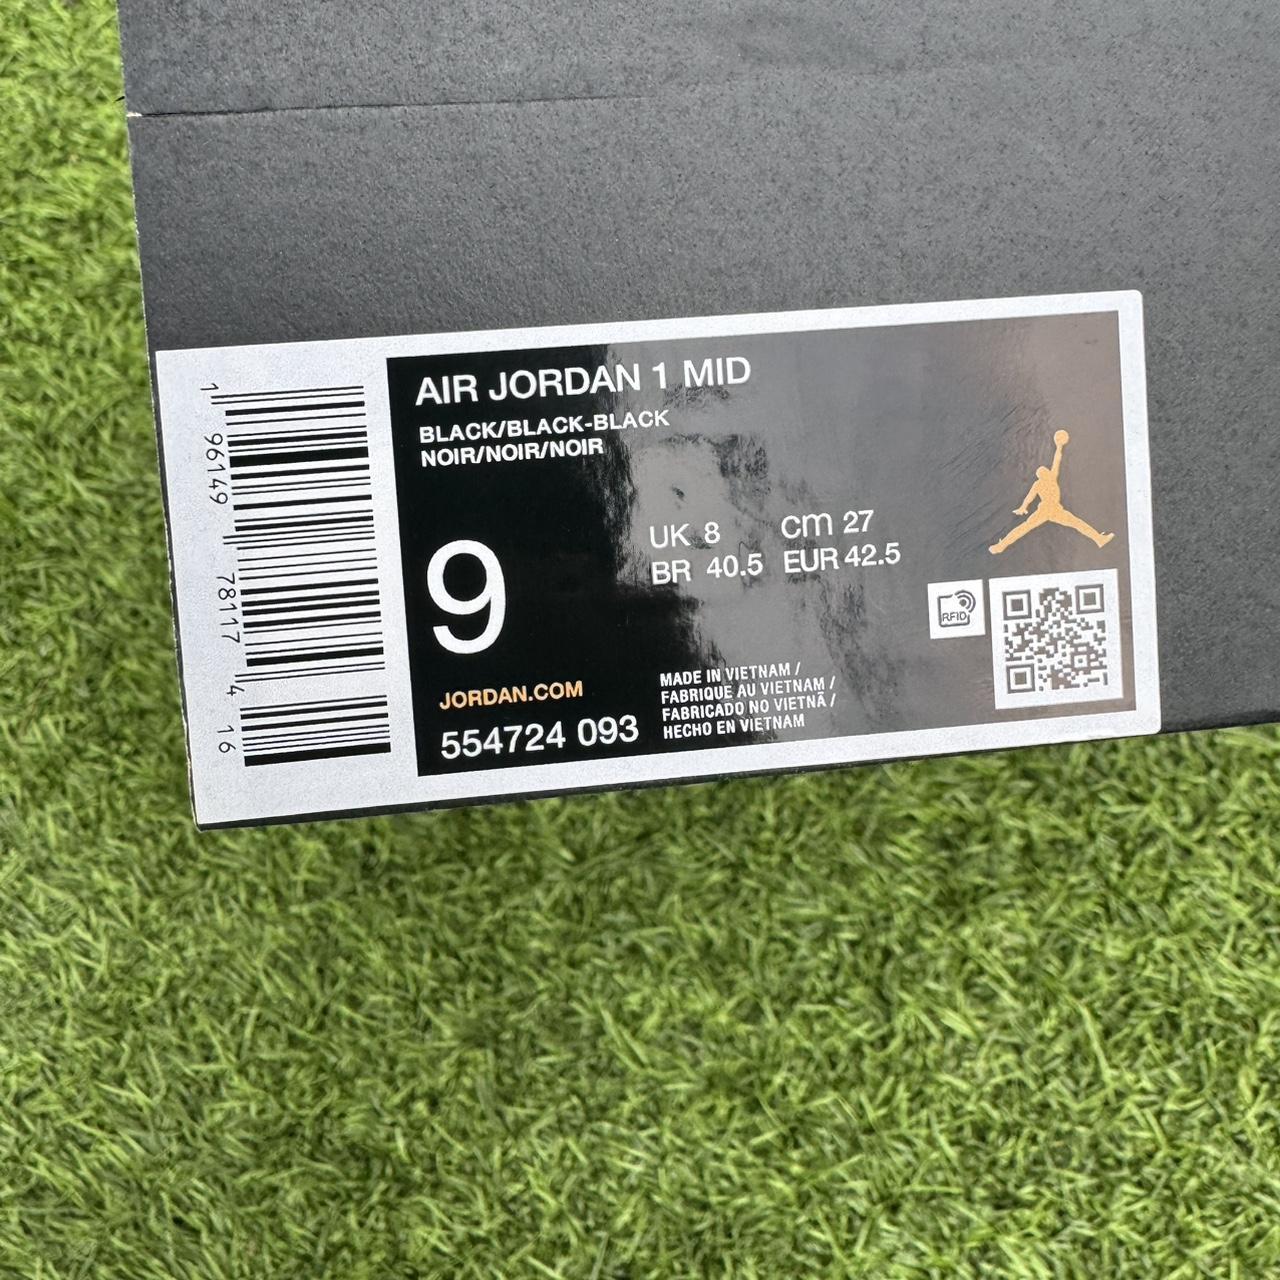 1 96149 78117 4 16
AIR JORDAN 1 MID
BLACK/BLACK-BLACK
NOIR/NOIR/NOIR
9
UK 8 cm 27
BR 40.5 EUR 42.5
RFID
JORDAN.COM
554724 093
MADE IN VIETNAM /
FABRIQUE AU VIETNAM /
FABRICADO NO VIETNÃ /
HECHO EN VIETNAM